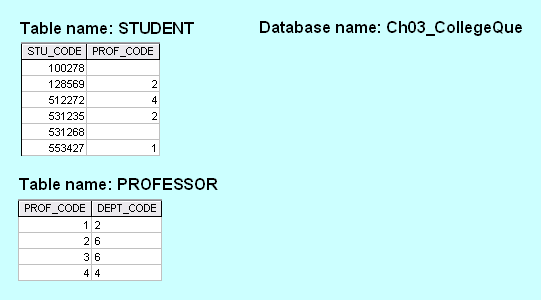 Table name: STUDENT
Database name: Ch03_CollegeQue
STU_CODE PROF_CODE
100278
128569 2
512272 4
531235 2
531268
553427 1
Table name: PROFESSOR
PROF_CODE DEPT_CODE
1 2
2 6
3 6
4 4